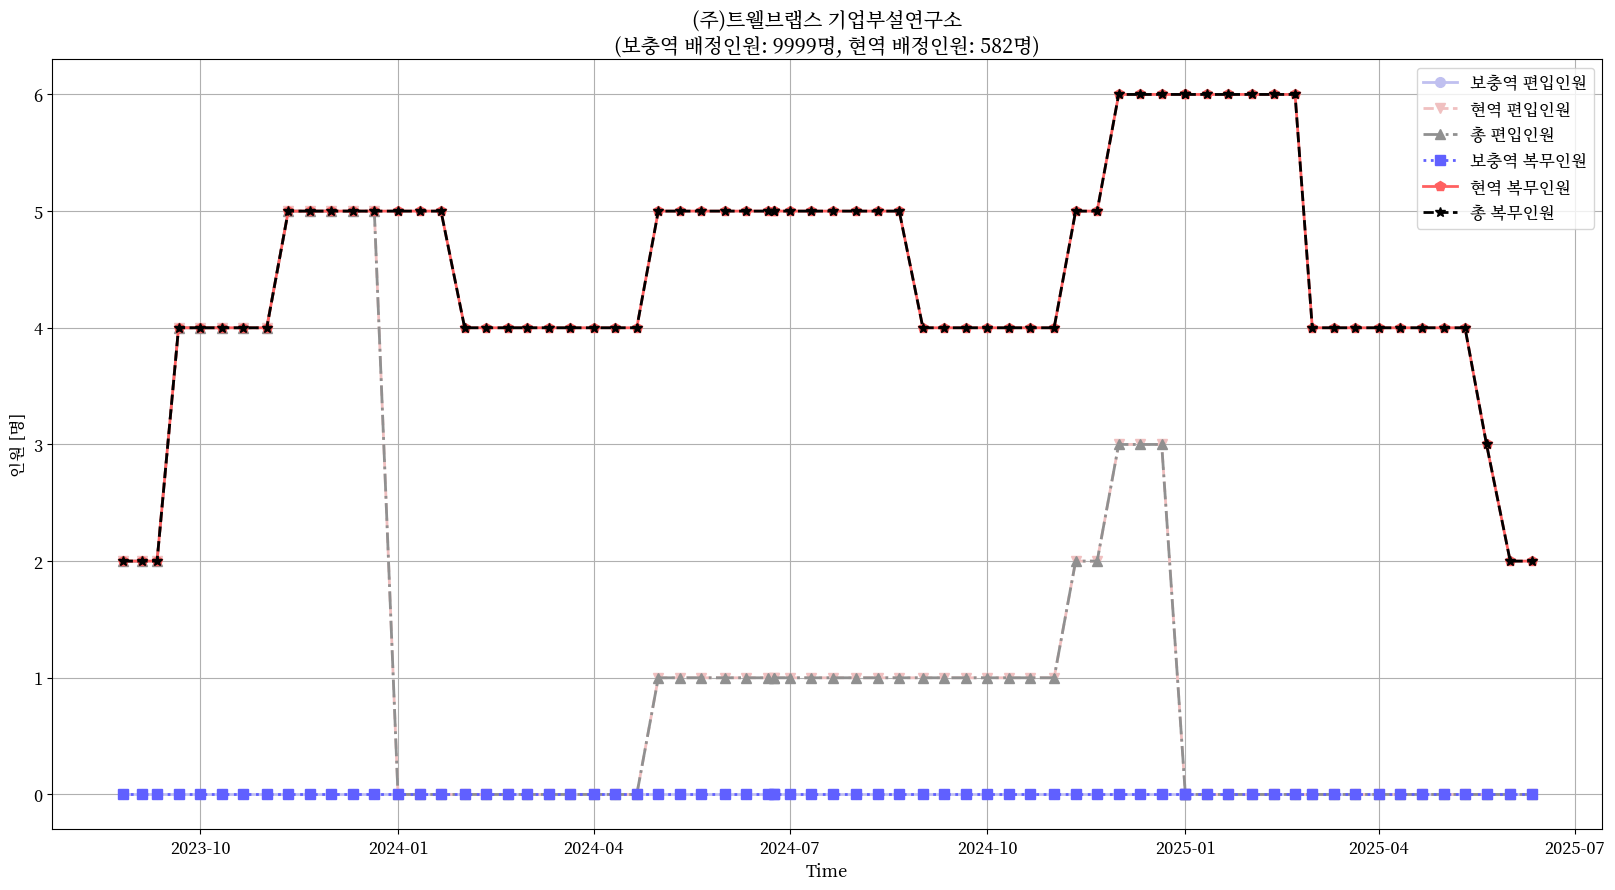 (주)트웰브랩스 기업부설연구소
(보충역 배정인원: 9999명, 현역 배정인원: 582명)
보충역 편입인원
현역 편입인원
총 편입인원
보충역 복무인원
현역 복무인원
총 복무인원
인원 [명]
6
5
4
3
2
1
0
2023-10
2024-01
2024-04
2024-07
2024-10
2025-01
2025-04
2025-07
Time